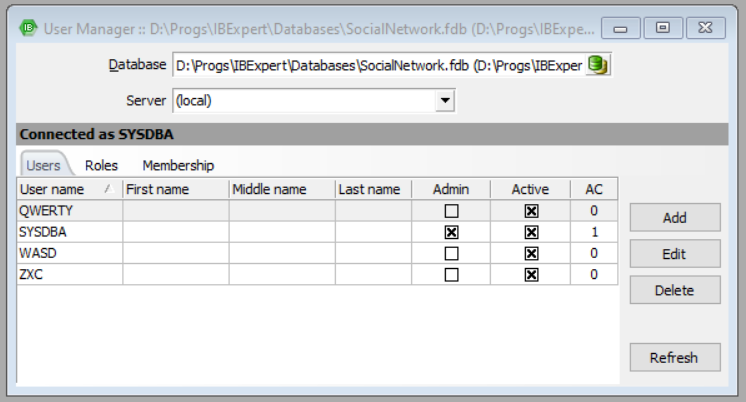 IB User Manager :: D:\Progs\IBExpert\Databases\SocialNetwork.fdb (D:\Progs\IBExpe...
Database D:\Progs\IBExpert\Databases\SocialNetwork.fdb (D:\Progs\IBExper
Server (local)
Connected as SYSDBA
Users Roles Membership
User name First name Middle name Last name Admin Active AC
QWERTY 0
SYSDBA 1
WASD 0
ZXC 0
Add
Edit
Delete
Refresh